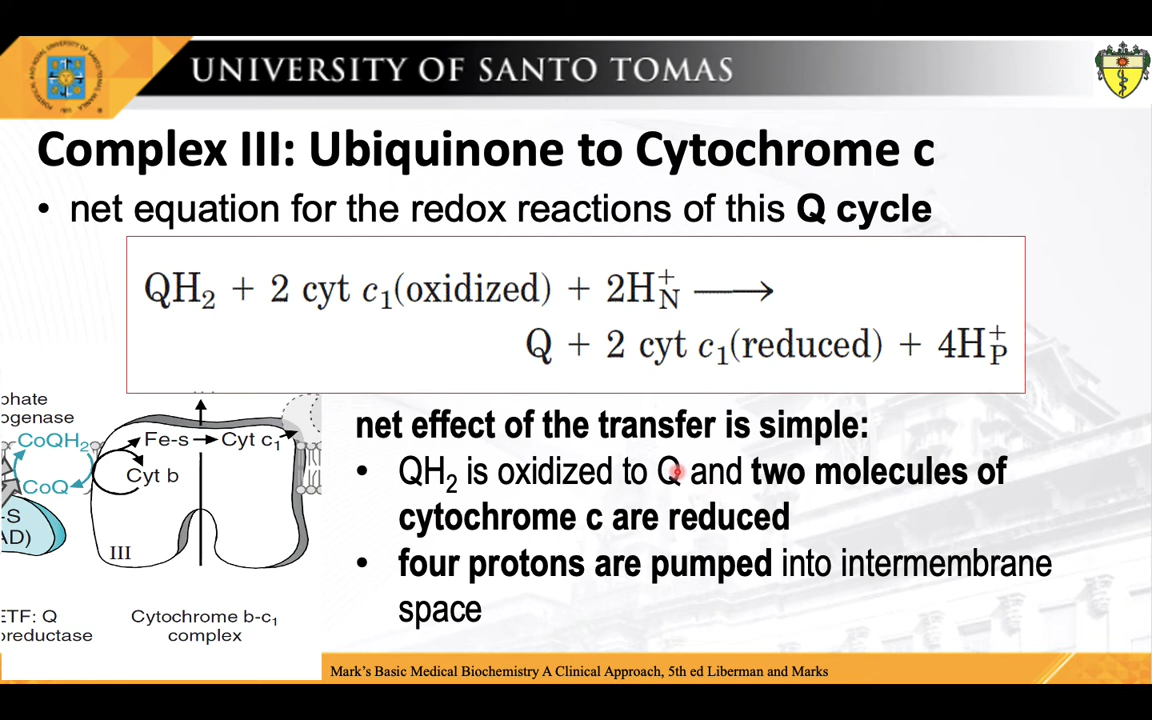 UNIVERSITY OF SANTO TOMAS
Complex III: Ubiquinone to Cytochrome c
• net equation for the redox reactions of this Q cycle
QH₂ + 2 cyt c₁(oxidized) + 2H⁺N ⟶
Q + 2 cyt c₁(reduced) + 4H⁺P
net effect of the transfer is simple:
• QH₂ is oxidized to Q and two molecules of
cytochrome c are reduced
• four protons are pumped into intermembrane
space
phate
ogenase
CoQH₂
Fe-s
Cyt c₁
Cyt b
CoQ
-S
AD)
III
ETF: Q
oreductase
Cytochrome b-c₁
complex
Mark's Basic Medical Biochemistry A Clinical Approach, 5th ed Liberman and Marks